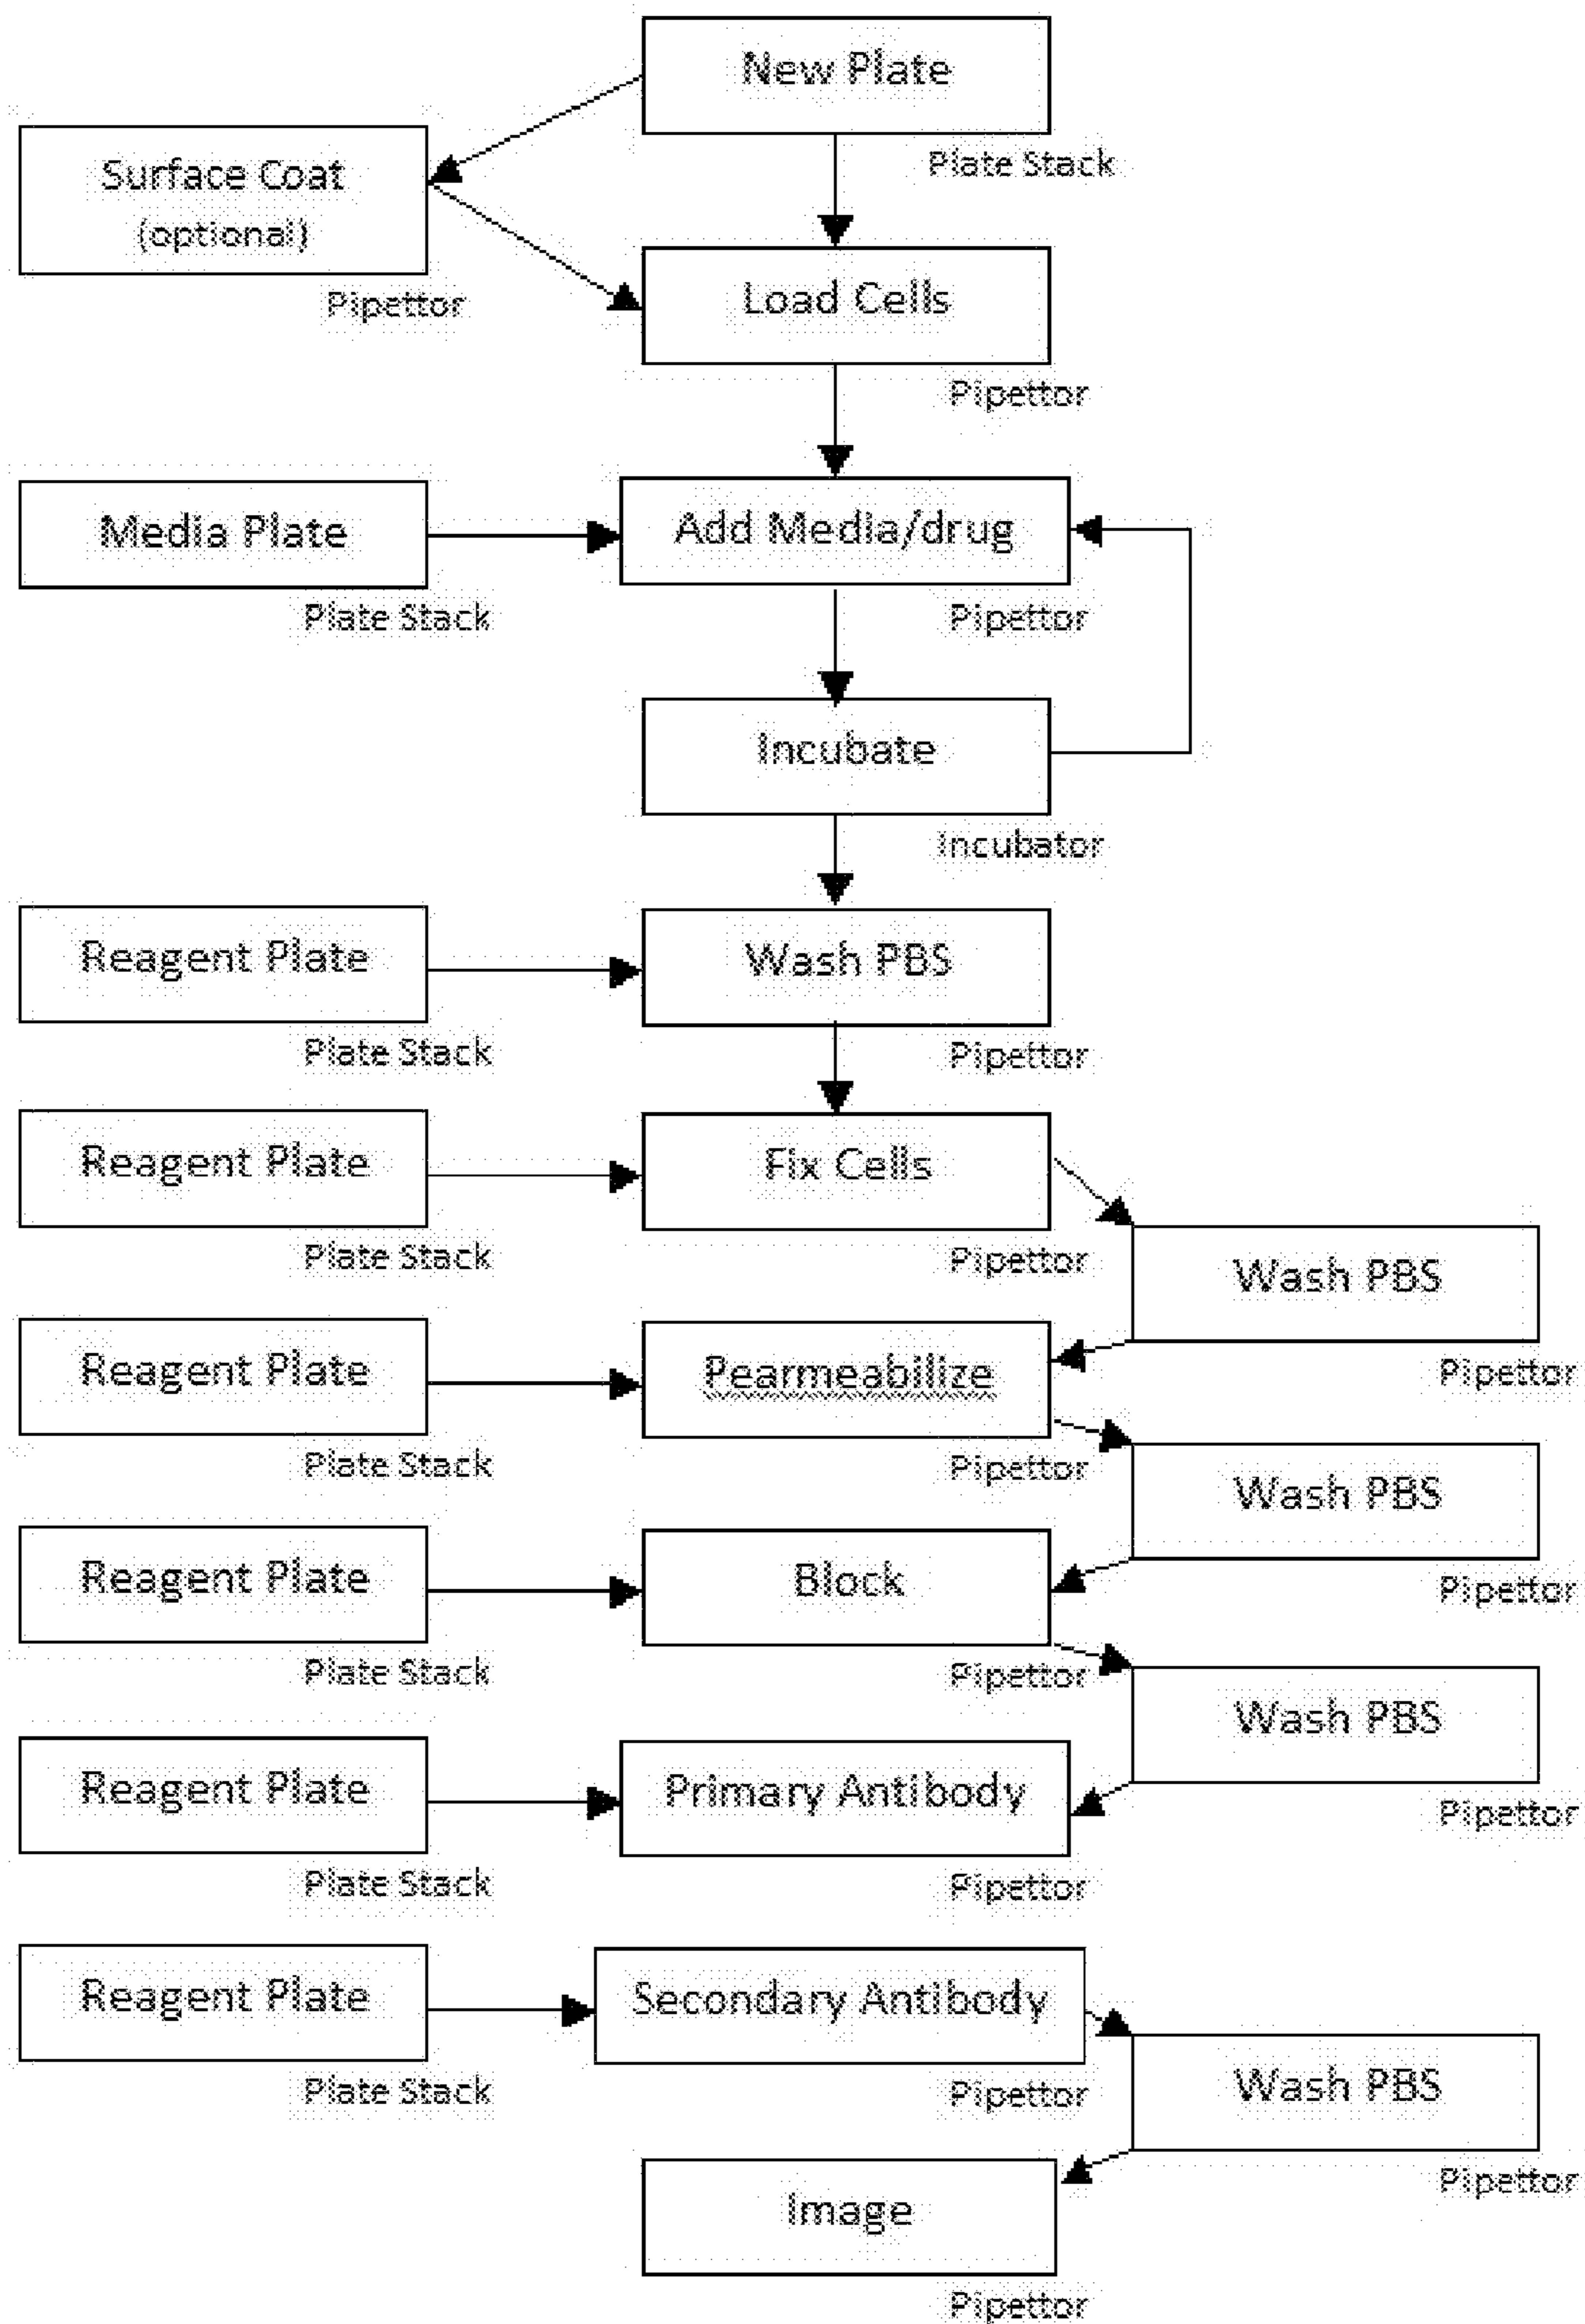 New Plate
Plate Stack
Surface Coat
(optional)
Pipettor
Load Cells
Pipettor
Media Plate
Plate Stack
Add Media/drug
Pipettor
Incubate
Incubator
Reagent Plate
Plate Stack
Wash PBS
Pipettor
Reagent Plate
Plate Stack
Fix Cells
Pipettor
Wash PBS
Pipettor
Reagent Plate
Plate Stack
Pearmeabilize
Pipettor
Wash PBS
Pipettor
Reagent Plate
Plate Stack
Block
Pipettor
Wash PBS
Pipettor
Reagent Plate
Plate Stack
Primary Antibody
Pipettor
Reagent Plate
Plate Stack
Secondary Antibody
Pipettor
Wash PBS
Pipettor
Image
Pipettor